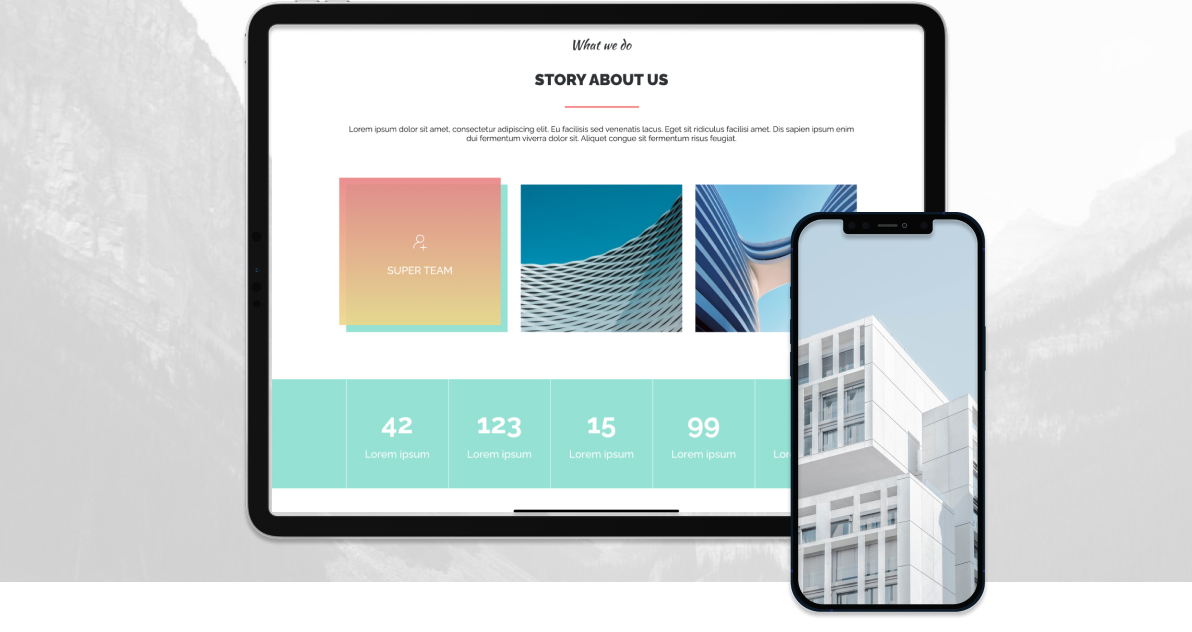 What we do
STORY ABOUT US
Lorem ipsum dolor sit amet, consectetur adipiscing elit. Eu facilisis sed venenatis lacus. Eget sit ridiculus facilisi amet. Dis sapien ipsum enim
dui fermentum viverra dolor sit. Aliquet congue sit fermentum risus feugiat.
SUPER TEAM
42 123 15 99
Lorem ipsum Lorem ipsum Lorem ipsum Lorem ipsum